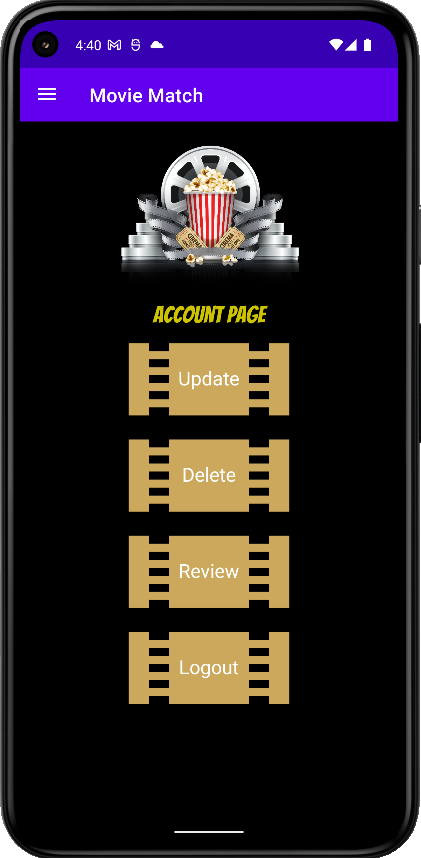 4:40
Movie Match
ACCOUNT PAGE
Update
Delete
Review
Logout